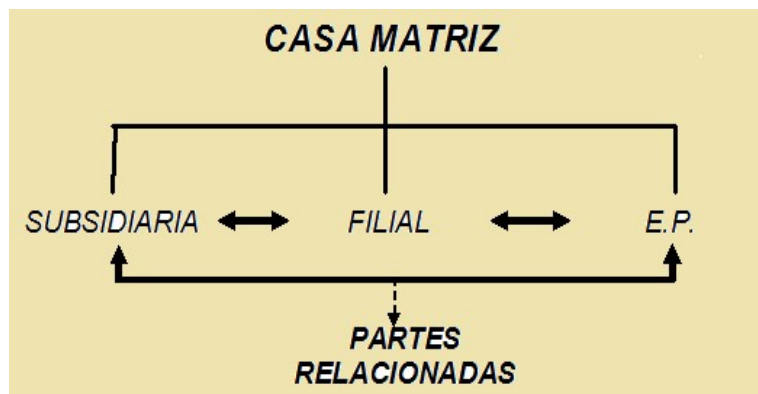 CASA MATRIZ
SUBSIDIARIA FILIAL E.P.
PARTES
RELACIONADAS